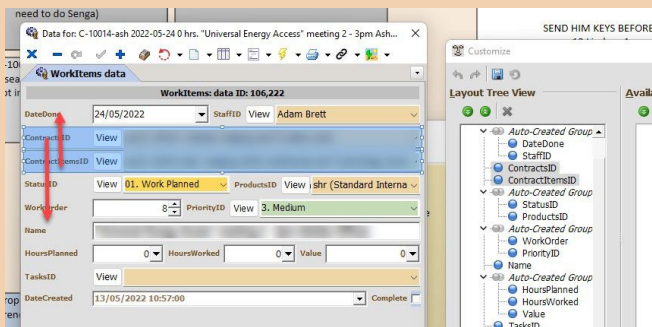 need to do Senga)
Data for: C-10014-ash 2022-05-24 0 hrs. "Universal Energy Access" meeting 2 - 3pm Ash...
SEND HIM KEYS BEFORE
Customize
WorkItems data
WorkItems: data ID: 106,222
Layout Tree View
DateDone 24/05/2022 StaffID View Adam Brett
ContractsID View
ContractItemsID View
StatusID View 01. Work Planned ProductsID View shr (Standard Interna
WorkOrder 8 PriorityID View 3. Medium
Name
HoursPlanned 0 HoursWorked 0 Value 0
TasksID View
DateCreated 13/05/2022 10:57:00 Complete
Auto-Created Group
DateDone
StaffID
ContractsID
ContractItemsID
Auto-Created Group
StatusID
ProductsID
Auto-Created Group
WorkOrder
PriorityID
Name
Auto-Created Group
HoursPlanned
HoursWorked
Value
TasksID